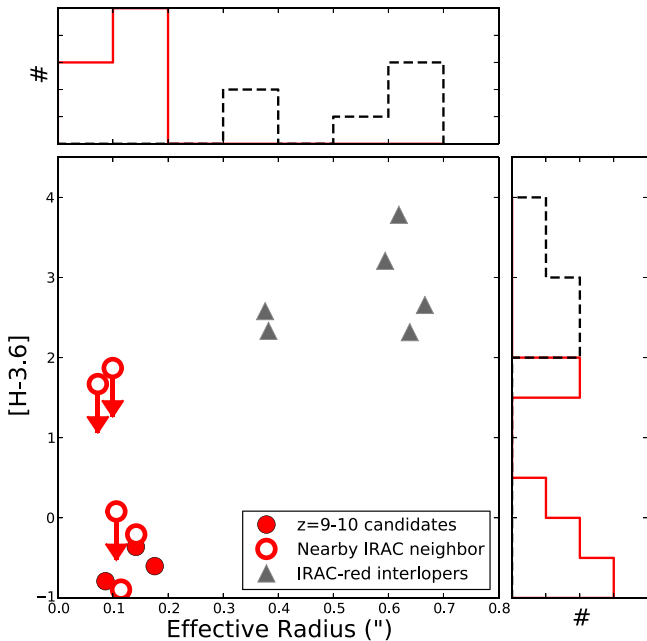 #
4
3
2
1
0
−1
[H-3.6]
z=9-10 candidates
Nearby IRAC neighbor
IRAC-red interlopers
0.0 0.1 0.2 0.3 0.4 0.5 0.6 0.7 0.8
Effective Radius (")
#